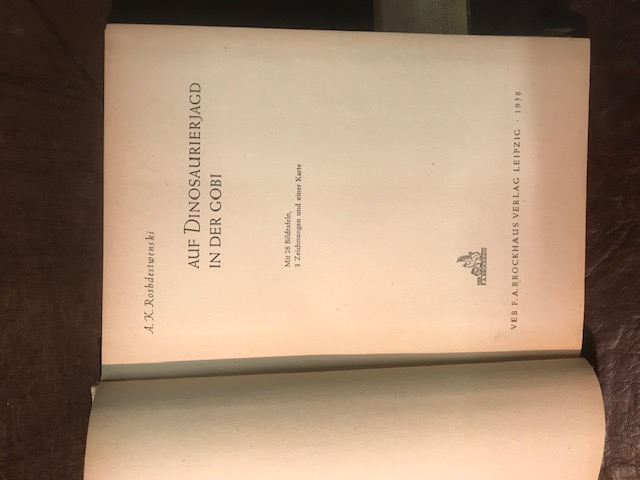 A. K. Roshdestwenski
AUF DINOSAURIERJAGD
IN DER GOBI
Mit 28 Bildtafeln,
3 Zeichnungen und einer Karte
F. A. BROCKHAUS
VEB F. A. BROCKHAUS VERLAG LEIPZIG · 1958